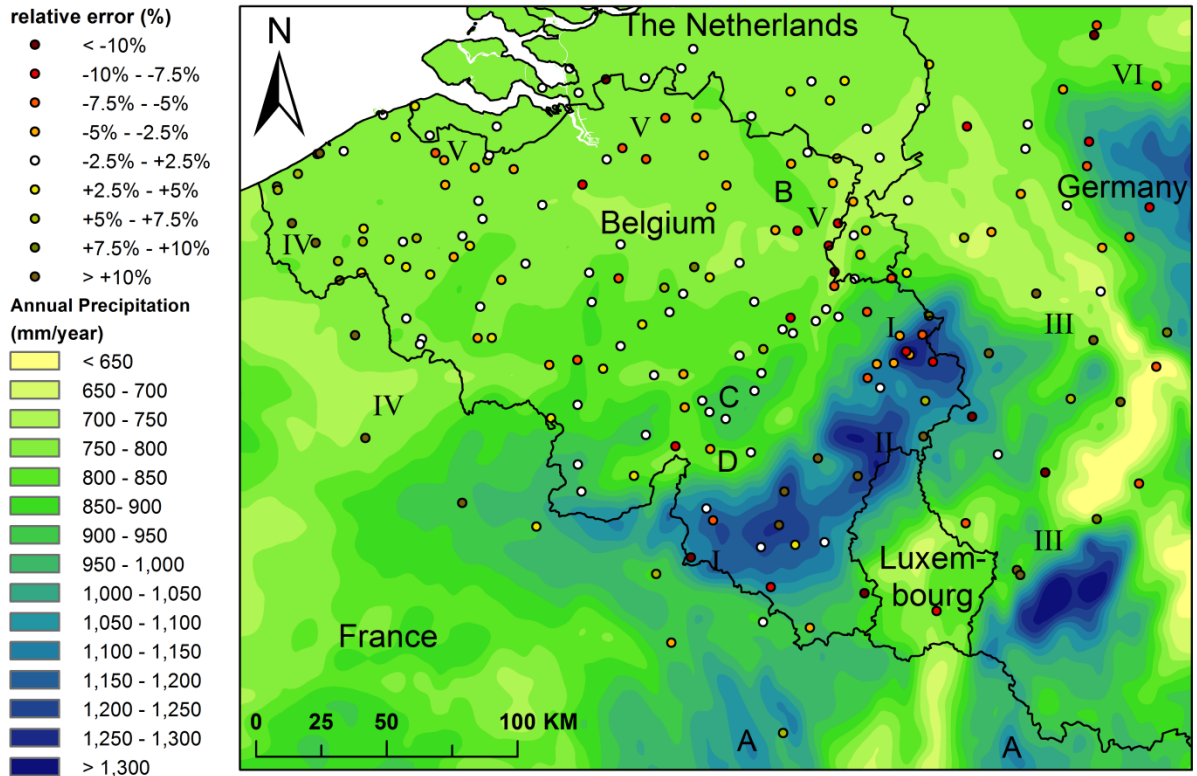 relative error (%)
< -10%
-10% - -7.5%
-7.5% - -5%
-5% - -2.5%
-2.5% - +2.5%
+2.5% - +5%
+5% - +7.5%
+7.5% - +10%
> +10%
Annual Precipitation
(mm/year)
< 650
650 - 700
700 - 750
750 - 800
800 - 850
850- 900
900 - 950
950 - 1,000
1,000 - 1,050
1,050 - 1,100
1,100 - 1,150
1,150 - 1,200
1,200 - 1,250
1,250 - 1,300
> 1,300
N
The Netherlands
VI
V
V
Germany
B
Belgium
V
IV
I
III
IV
C
II
D
III
I
Luxem-
bourg
France
0 25 50 100 KM
A
A